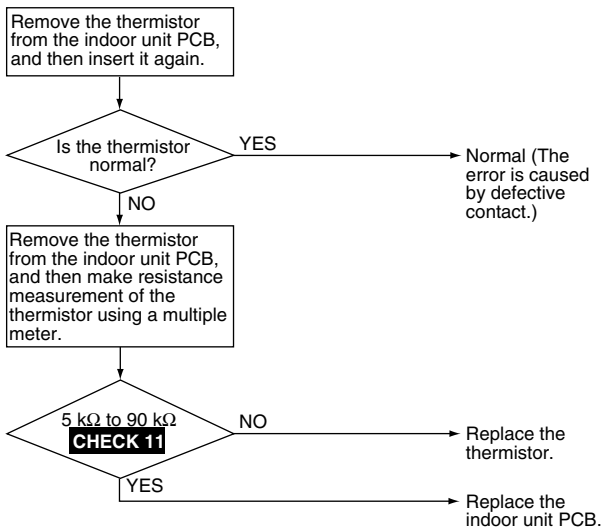 Remove the thermistor
from the indoor unit PCB,
and then insert it again.
Is the thermistor
normal?
YES
Normal (The
error is caused
by defective
contact.)
NO
Remove the thermistor
from the indoor unit PCB,
and then make resistance
measurement of the
thermistor using a multiple
meter.
5 kΩ to 90 kΩ
CHECK 11
NO
Replace the
thermistor.
YES
Replace the
indoor unit PCB.